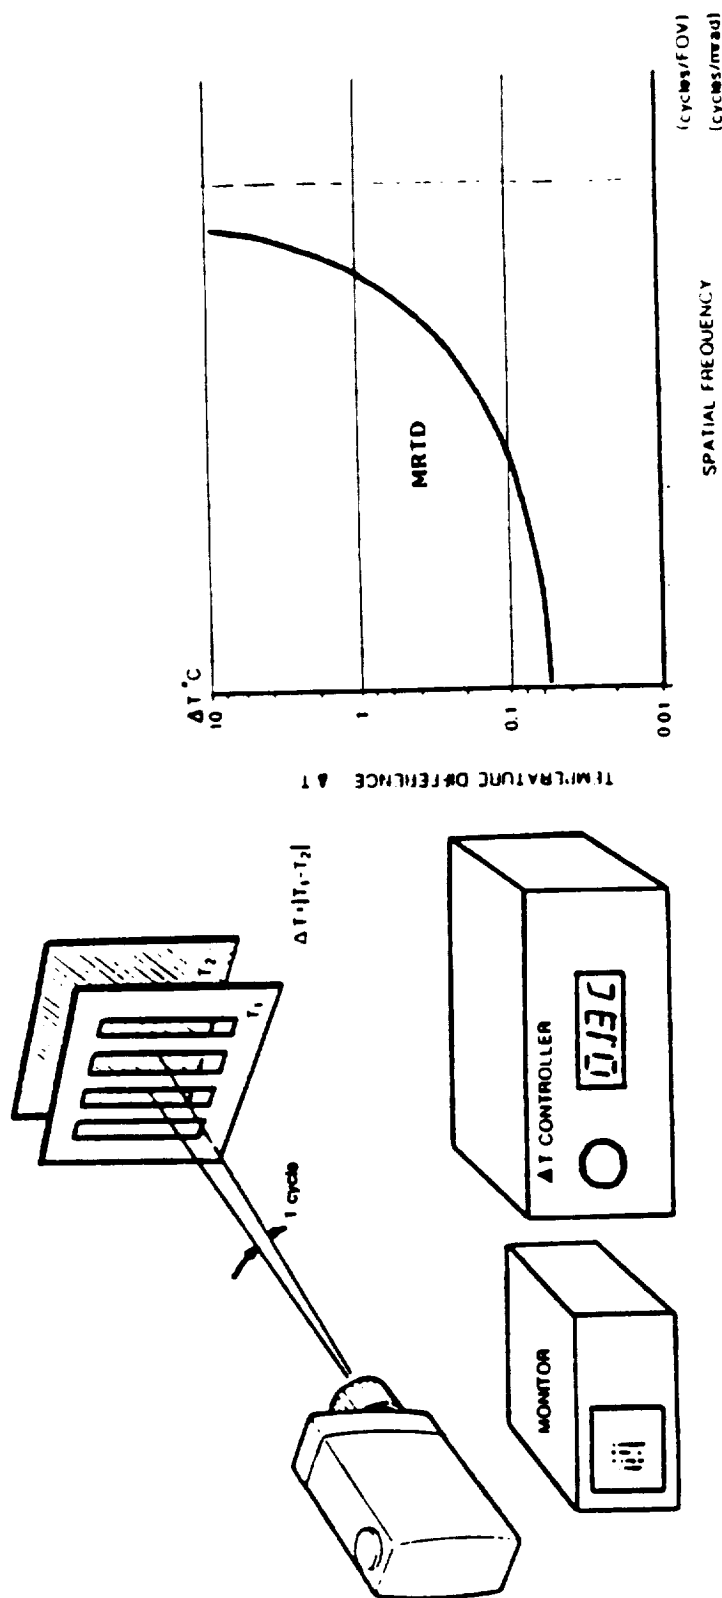 T₂
T₁
ΔT=|T₁-T₂|
1 cycle
MONITOR
ΔT CONTROLLER
ΔT °C
10
1
0.1
0.01
TEMPERATURE DIFFERENCE ΔT
MRTD
SPATIAL FREQUENCY
(cycles/FOV)
(cycles/mrad)